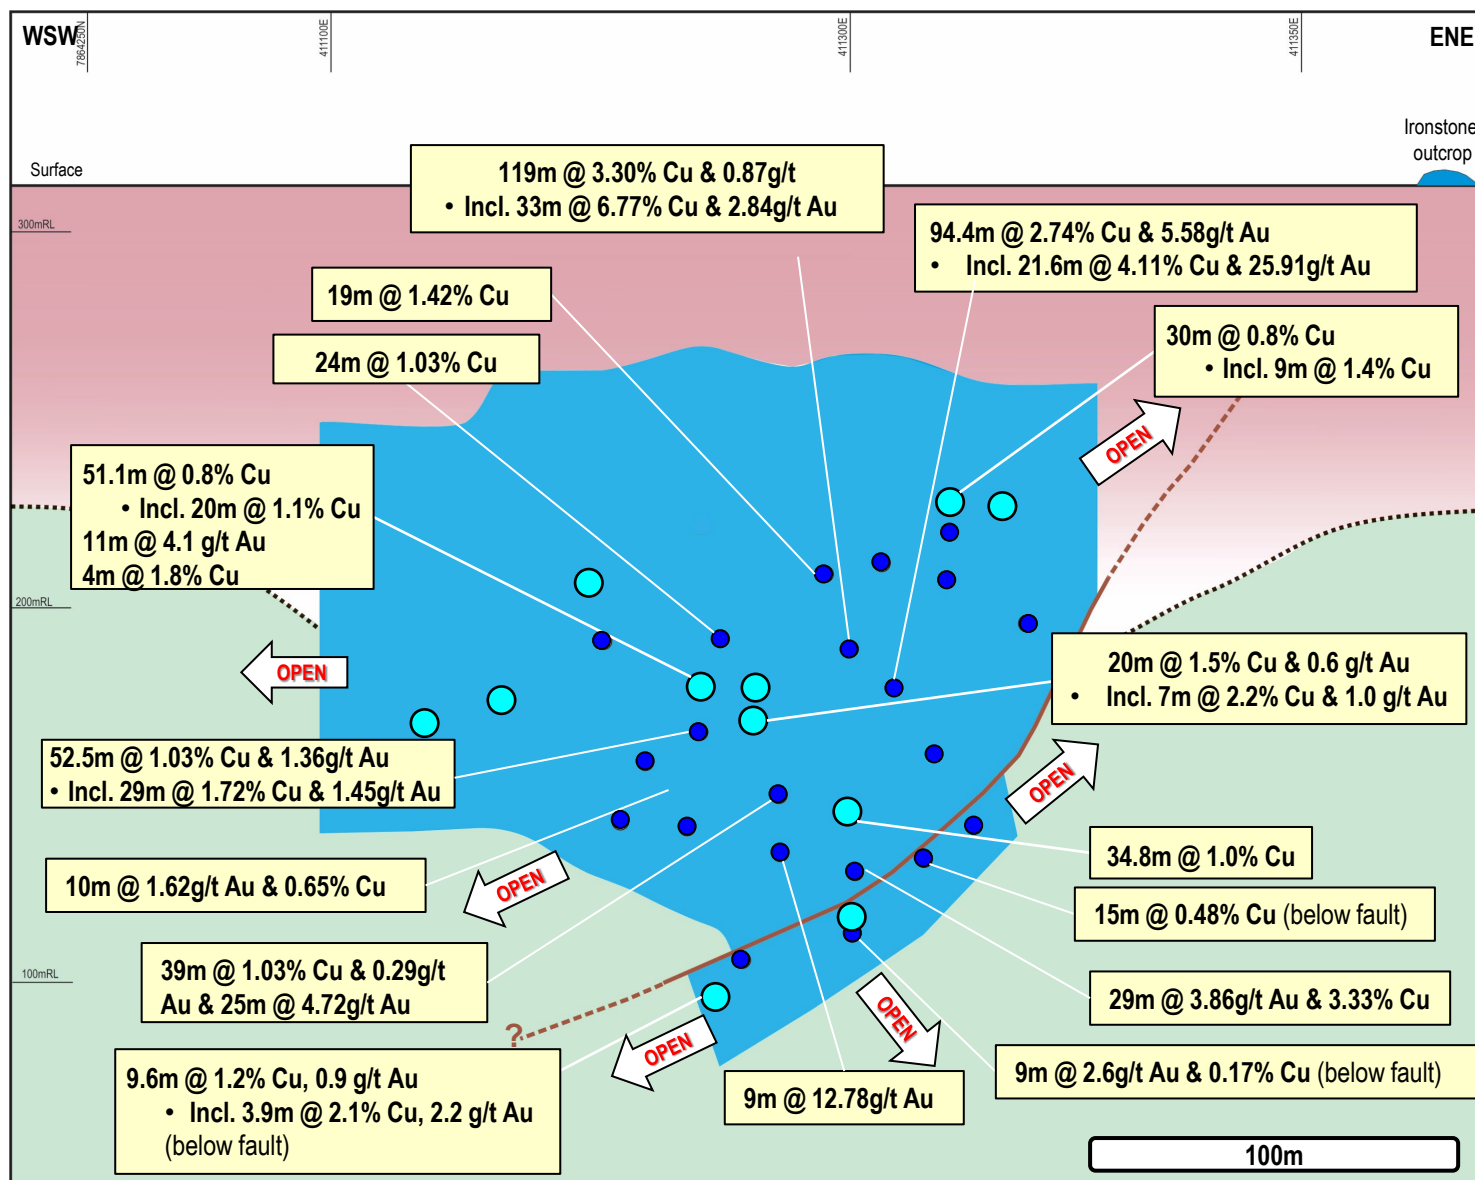 WSW
7864250N
411100E
411300E
411350E
ENE
Ironstone
outcrop
Surface
119m @ 3.30% Cu & 0.87g/t
• Incl. 33m @ 6.77% Cu & 2.84g/t Au
300mRL
94.4m @ 2.74% Cu & 5.58g/t Au
• Incl. 21.6m @ 4.11% Cu & 25.91g/t Au
19m @ 1.42% Cu
30m @ 0.8% Cu
• Incl. 9m @ 1.4% Cu
24m @ 1.03% Cu
OPEN
51.1m @ 0.8% Cu
• Incl. 20m @ 1.1% Cu
11m @ 4.1 g/t Au
4m @ 1.8% Cu
200mRL
OPEN
20m @ 1.5% Cu & 0.6 g/t Au
• Incl. 7m @ 2.2% Cu & 1.0 g/t Au
52.5m @ 1.03% Cu & 1.36g/t Au
• Incl. 29m @ 1.72% Cu & 1.45g/t Au
OPEN
34.8m @ 1.0% Cu
10m @ 1.62g/t Au & 0.65% Cu
OPEN
15m @ 0.48% Cu (below fault)
39m @ 1.03% Cu & 0.29g/t
Au & 25m @ 4.72g/t Au
100mRL
29m @ 3.86g/t Au & 3.33% Cu
OPEN
?
OPEN
9.6m @ 1.2% Cu, 0.9 g/t Au
• Incl. 3.9m @ 2.1% Cu, 2.2 g/t Au
(below fault)
9m @ 12.78g/t Au
9m @ 2.6g/t Au & 0.17% Cu (below fault)
100m